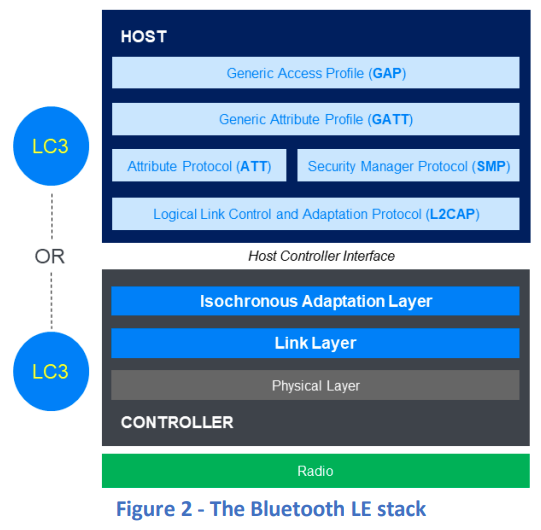 HOST
Generic Access Profile (GAP)
Generic Attribute Profile (GATT)
LC3
Attribute Protocol (ATT)
Security Manager Protocol (SMP)
Logical Link Control and Adaptation Protocol (L2CAP)
OR
Host Controller Interface
Isochronous Adaptation Layer
Link Layer
LC3
Physical Layer
CONTROLLER
Radio
Figure 2 - The Bluetooth LE stack